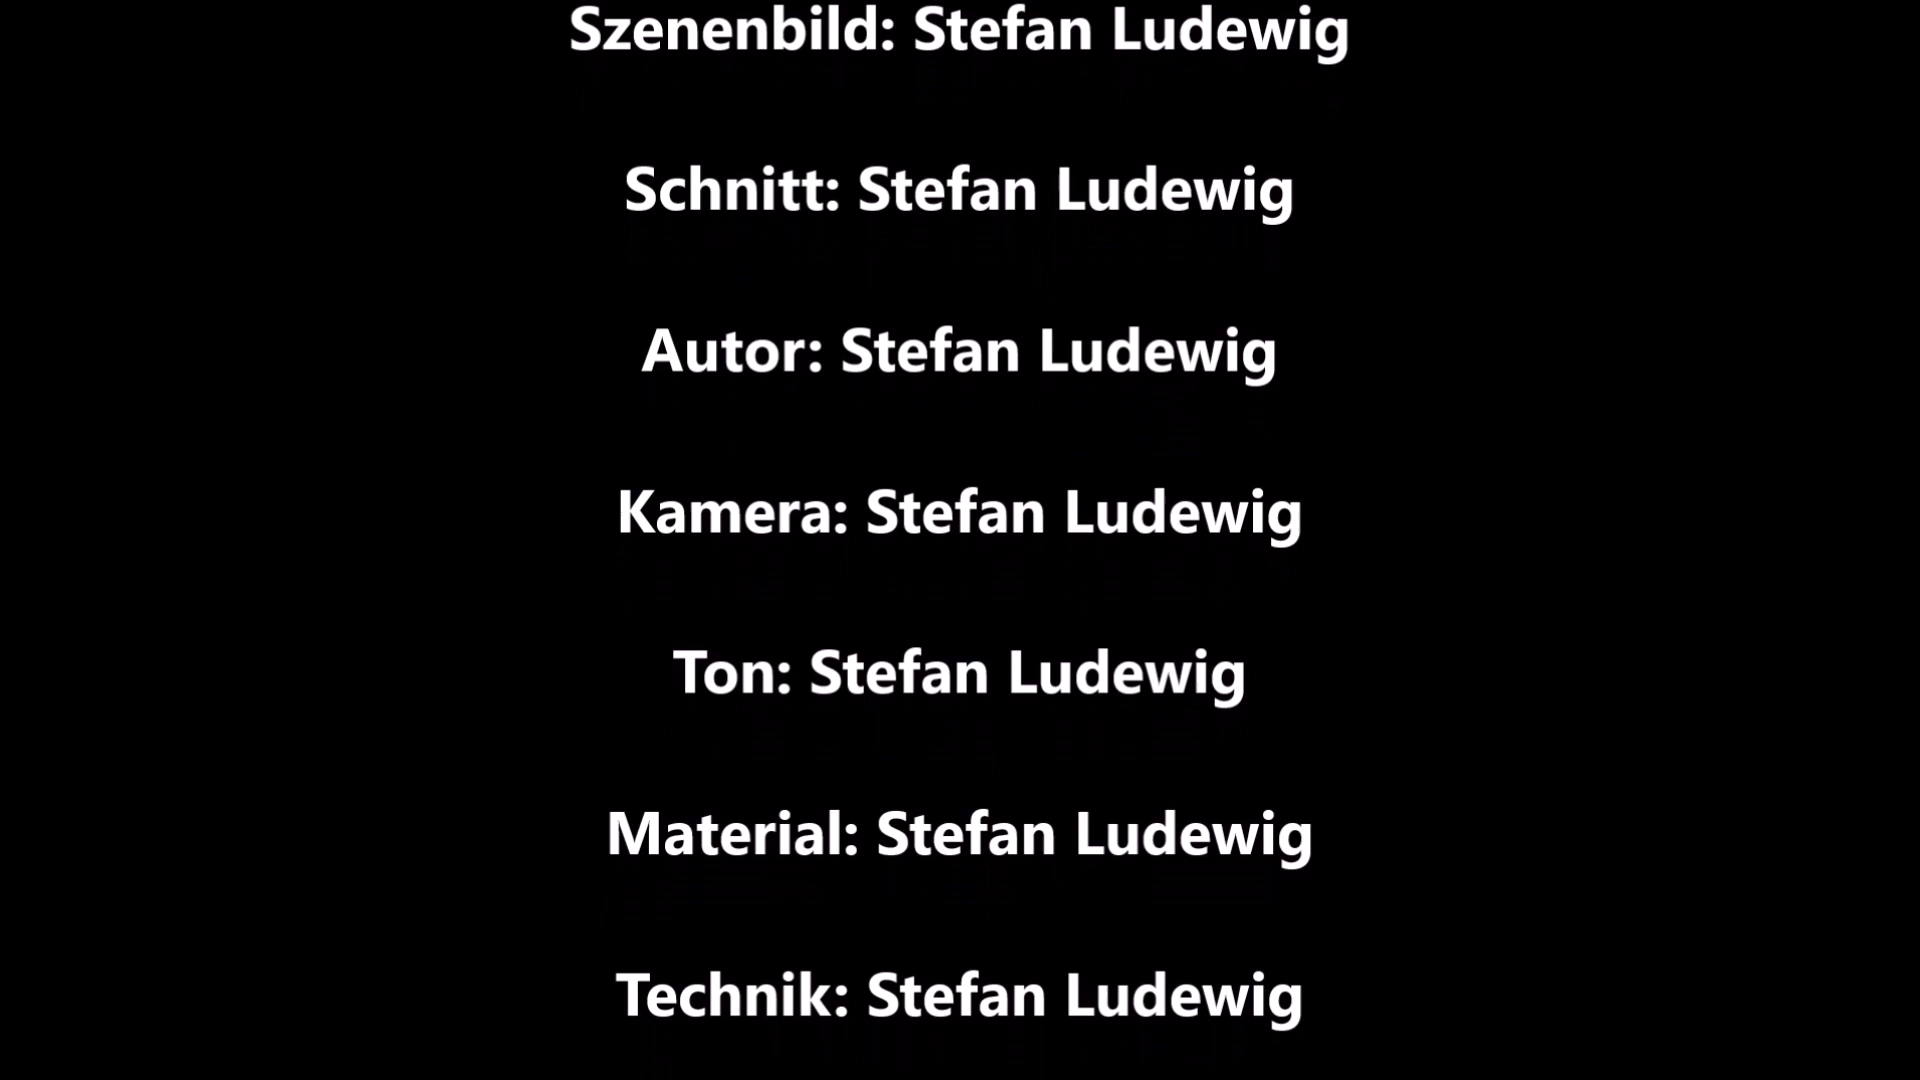 Szenenbild: Stefan Ludewig
Schnitt: Stefan Ludewig
Autor: Stefan Ludewig
Kamera: Stefan Ludewig
Ton: Stefan Ludewig
Material: Stefan Ludewig
Technik: Stefan Ludewig